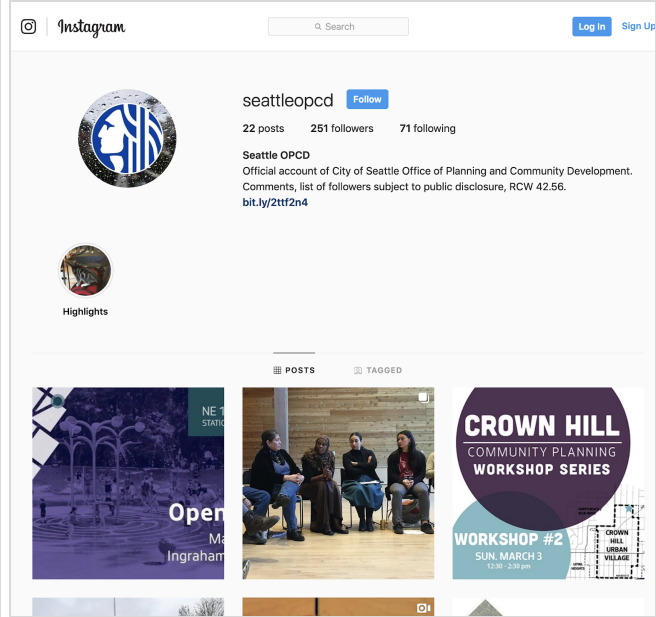 Instagram
Search
Log In
Sign Up
seattleopcd
Follow
22 posts 251 followers 71 following
Seattle OPCD
Official account of City of Seattle Office of Planning and Community Development.
Comments, list of followers subject to public disclosure, RCW 42.56.
bit.ly/2ttf2n4
Highlights
POSTS
TAGGED
NE 1
STATIO
Open
Ma
Ingraham
CROWN HILL
COMMUNITY PLANNING
WORKSHOP SERIES
WORKSHOP #2
SUN. MARCH 3
12:30 - 2:30 pm
CROWN
HILL
URBAN
VILLAGE